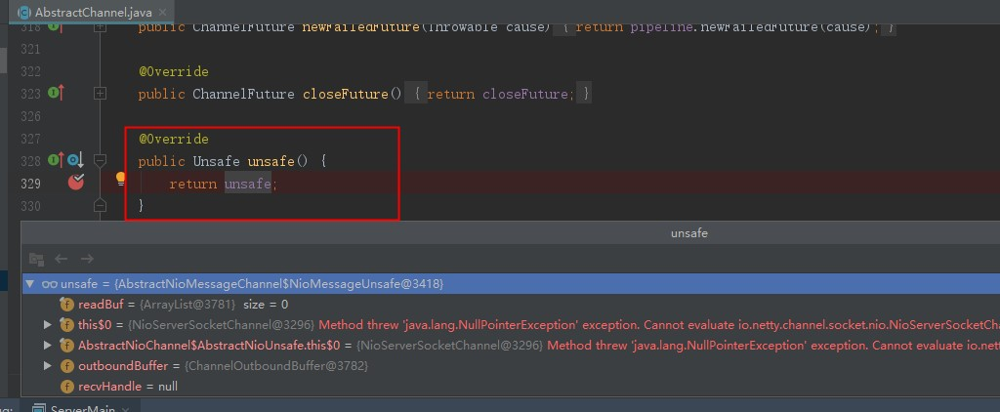 AbstractChannel.java ×
318 public ChannelFuture newFailedFuture(Throwable cause) { return pipeline.newFailedFuture(cause); }
321
322 @Override
323 public ChannelFuture closeFuture() { return closeFuture; }
326
327 @Override
328 public Unsafe unsafe() {
329 return unsafe;
330 }
unsafe
unsafe = {AbstractNioMessageChannel$NioMessageUnsafe@3418}
readBuf = {ArrayList@3781} size = 0
this$0 = {NioServerSocketChannel@3296} Method threw 'java.lang.NullPointerException' exception. Cannot evaluate io.netty.channel.socket.nio.NioServerSocketCha
AbstractNioChannel$AbstractNioUnsafe.this$0 = {NioServerSocketChannel@3296} Method threw 'java.lang.NullPointerException' exception. Cannot evaluate io.nett
outboundBuffer = {ChannelOutboundBuffer@3782}
recvHandle = null
ServerMain ×